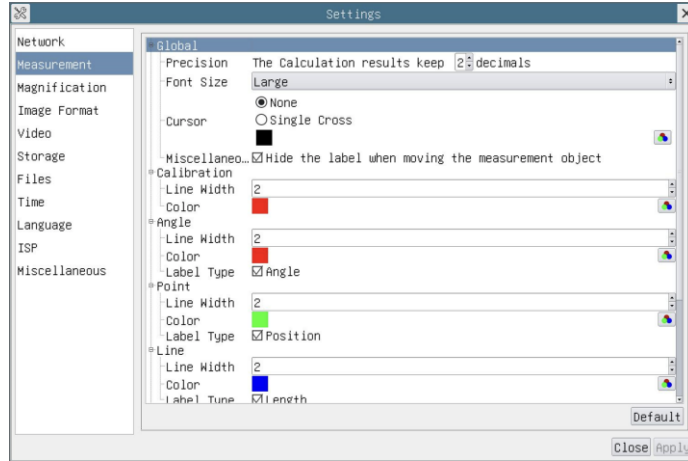 Settings
Network
Measurement
Magnification
Image Format
Video
Storage
Files
Time
Language
ISP
Miscellaneous
Global
Precision The Calculation results keep 2 decimals
Font Size Large
None
Cursor Single Cross
Miscellaneo... Hide the label when moving the measurement object
Calibration
Line Width 2
Color
Angle
Line Width 2
Color
Label Type Angle
Point
Line Width 2
Color
Label Type Position
Line
Line Width 2
Color
Label Type Length
Default
Close Apply